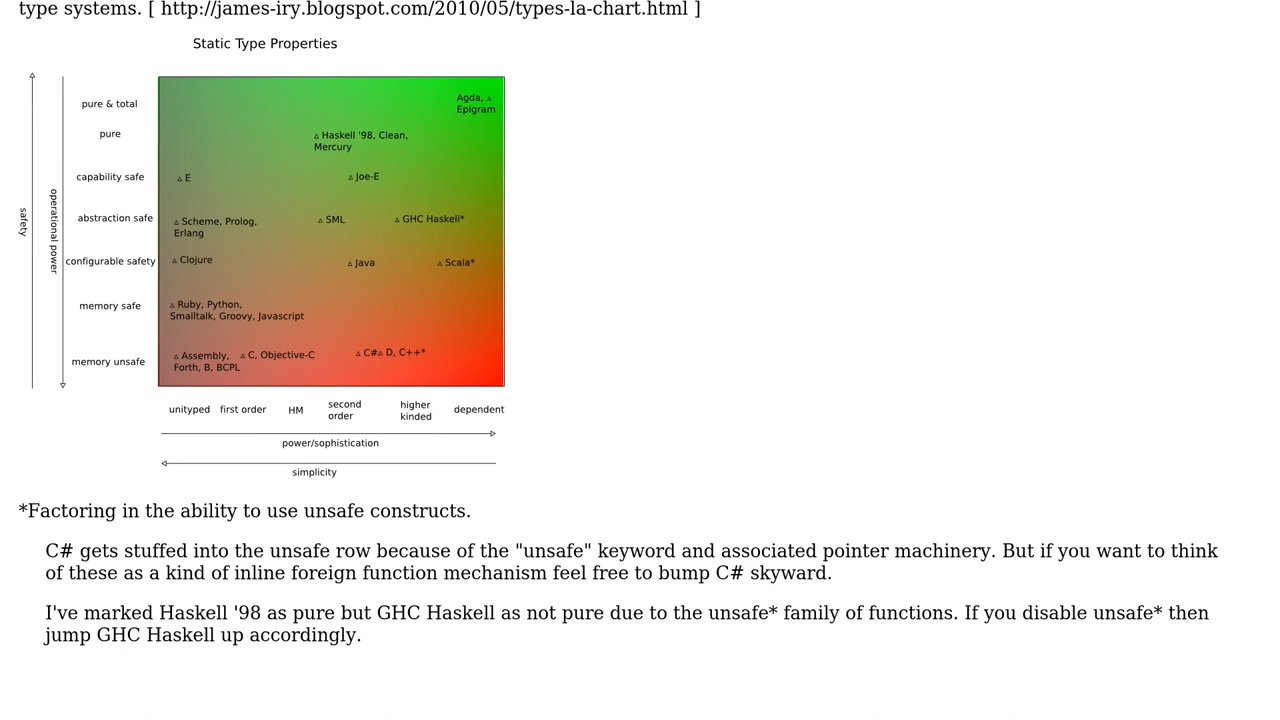 type systems. [ http://james-iry.blogspot.com/2010/05/types-la-chart.html ]
Static Type Properties
safety
operational power
pure & total
Agda, ▵
Epigram
pure
▵ Haskell '98, Clean,
Mercury
capability safe
▵ E
▵ Joe-E
abstraction safe
▵ Scheme, Prolog,
Erlang
▵ SML
▵ GHC Haskell*
configurable safety
▵ Clojure
▵ Java
▵ Scala*
memory safe
▵ Ruby, Python,
Smalltalk, Groovy, Javascript
memory unsafe
▵ Assembly,
Forth, B, BCPL
▵ C, Objective-C
▵ C#▵ D, C++*
unityped
first order
HM
second
order
higher
kinded
dependent
power/sophistication
simplicity
*Factoring in the ability to use unsafe constructs.
C# gets stuffed into the unsafe row because of the "unsafe" keyword and associated pointer machinery. But if you want to think
of these as a kind of inline foreign function mechanism feel free to bump C# skyward.
I've marked Haskell '98 as pure but GHC Haskell as not pure due to the unsafe* family of functions. If you disable unsafe* then
jump GHC Haskell up accordingly.